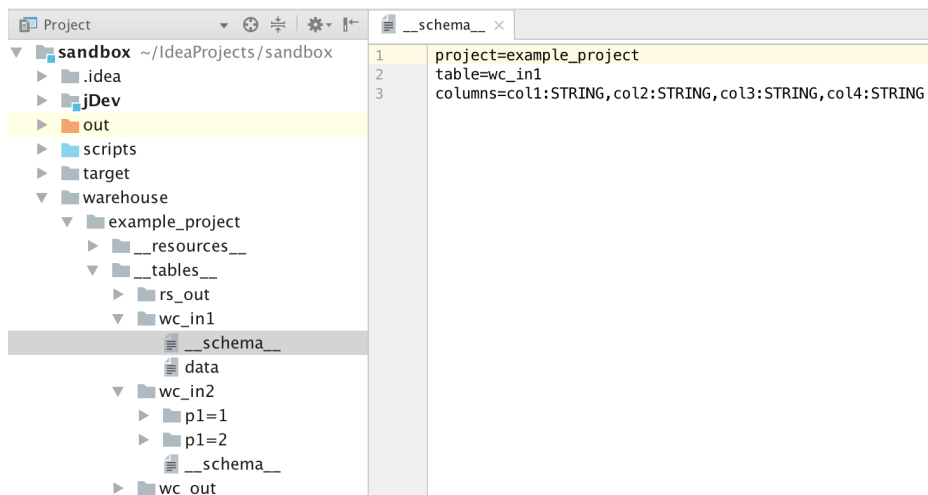 Project
sandbox ~/IdeaProjects/sandbox
.idea
jDev
out
scripts
target
warehouse
example_project
__resources__
__tables__
rs_out
wc_in1
__schema__
data
wc_in2
p1=1
p1=2
__schema__
wc_out
__schema__
1 project=example_project
2 table=wc_in1
3 columns=col1:STRING,col2:STRING,col3:STRING,col4:STRING